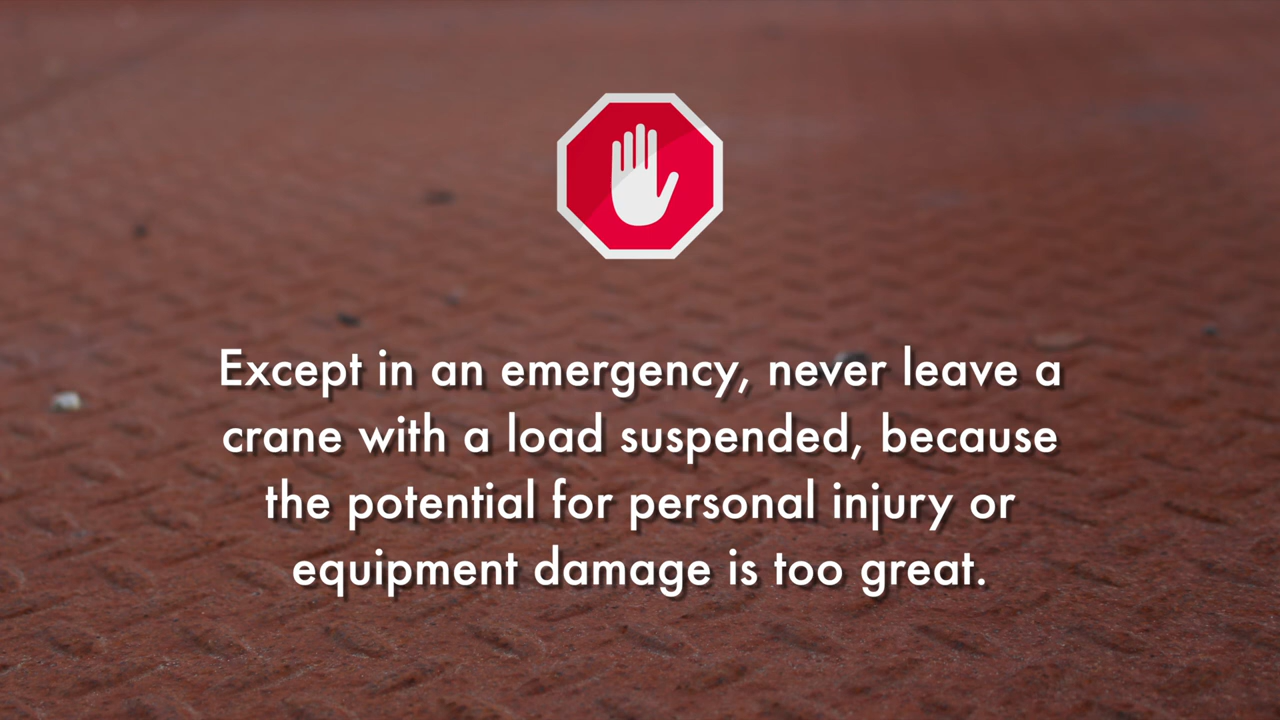 Except in an emergency, never leave a
crane with a load suspended, because
the potential for personal injury or
equipment damage is too great.